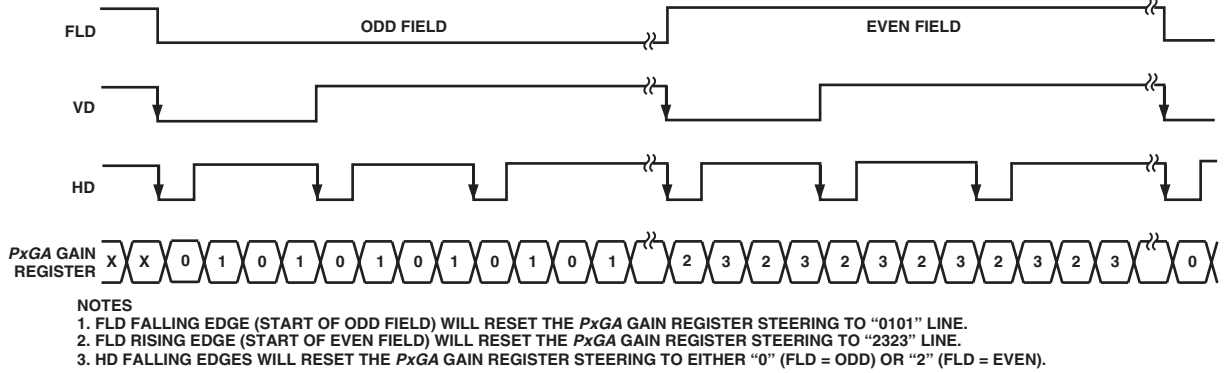 FLD ODD FIELD EVEN FIELD
VD
HD
PxGA GAIN
REGISTER X X 0 1 0 1 0 1 0 1 0 1 0 1 2 3 2 3 2 3 2 3 2 3 2 3 0
NOTES
1. FLD FALLING EDGE (START OF ODD FIELD) WILL RESET THE PxGA GAIN REGISTER STEERING TO “0101” LINE.
2. FLD RISING EDGE (START OF EVEN FIELD) WILL RESET THE PxGA GAIN REGISTER STEERING TO “2323” LINE.
3. HD FALLING EDGES WILL RESET THE PxGA GAIN REGISTER STEERING TO EITHER “0” (FLD = ODD) OR “2” (FLD = EVEN).